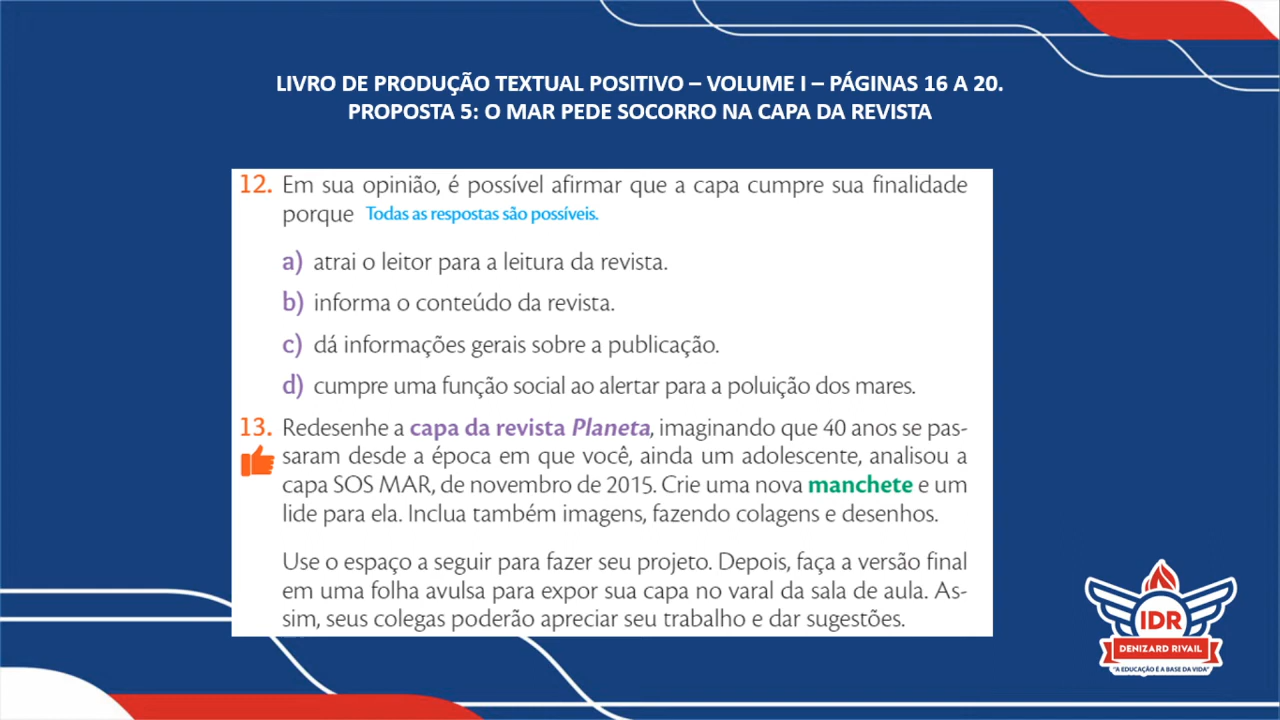 LIVRO DE PRODUÇÃO TEXTUAL POSITIVO – VOLUME I – PÁGINAS 16 A 20.
PROPOSTA 5: O MAR PEDE SOCORRO NA CAPA DA REVISTA
12. Em sua opinião, é possível afirmar que a capa cumpre sua finalidade
porque Todas as respostas são possíveis.
a) atrai o leitor para a leitura da revista.
b) informa o conteúdo da revista.
c) dá informações gerais sobre a publicação.
d) cumpre uma função social ao alertar para a poluição dos mares.
13. Redesenhe a capa da revista Planeta, imaginando que 40 anos se pas-
saram desde a época em que você, ainda um adolescente, analisou a
capa SOS MAR, de novembro de 2015. Crie uma nova manchete e um
lide para ela. Inclua também imagens, fazendo colagens e desenhos.
Use o espaço a seguir para fazer seu projeto. Depois, faça a versão final
em uma folha avulsa para expor sua capa no varal da sala de aula. As-
sim, seus colegas poderão apreciar seu trabalho e dar sugestões.
IDR
DENIZARD RIVAIL
"A EDUCAÇÃO É A BASE DA VIDA"